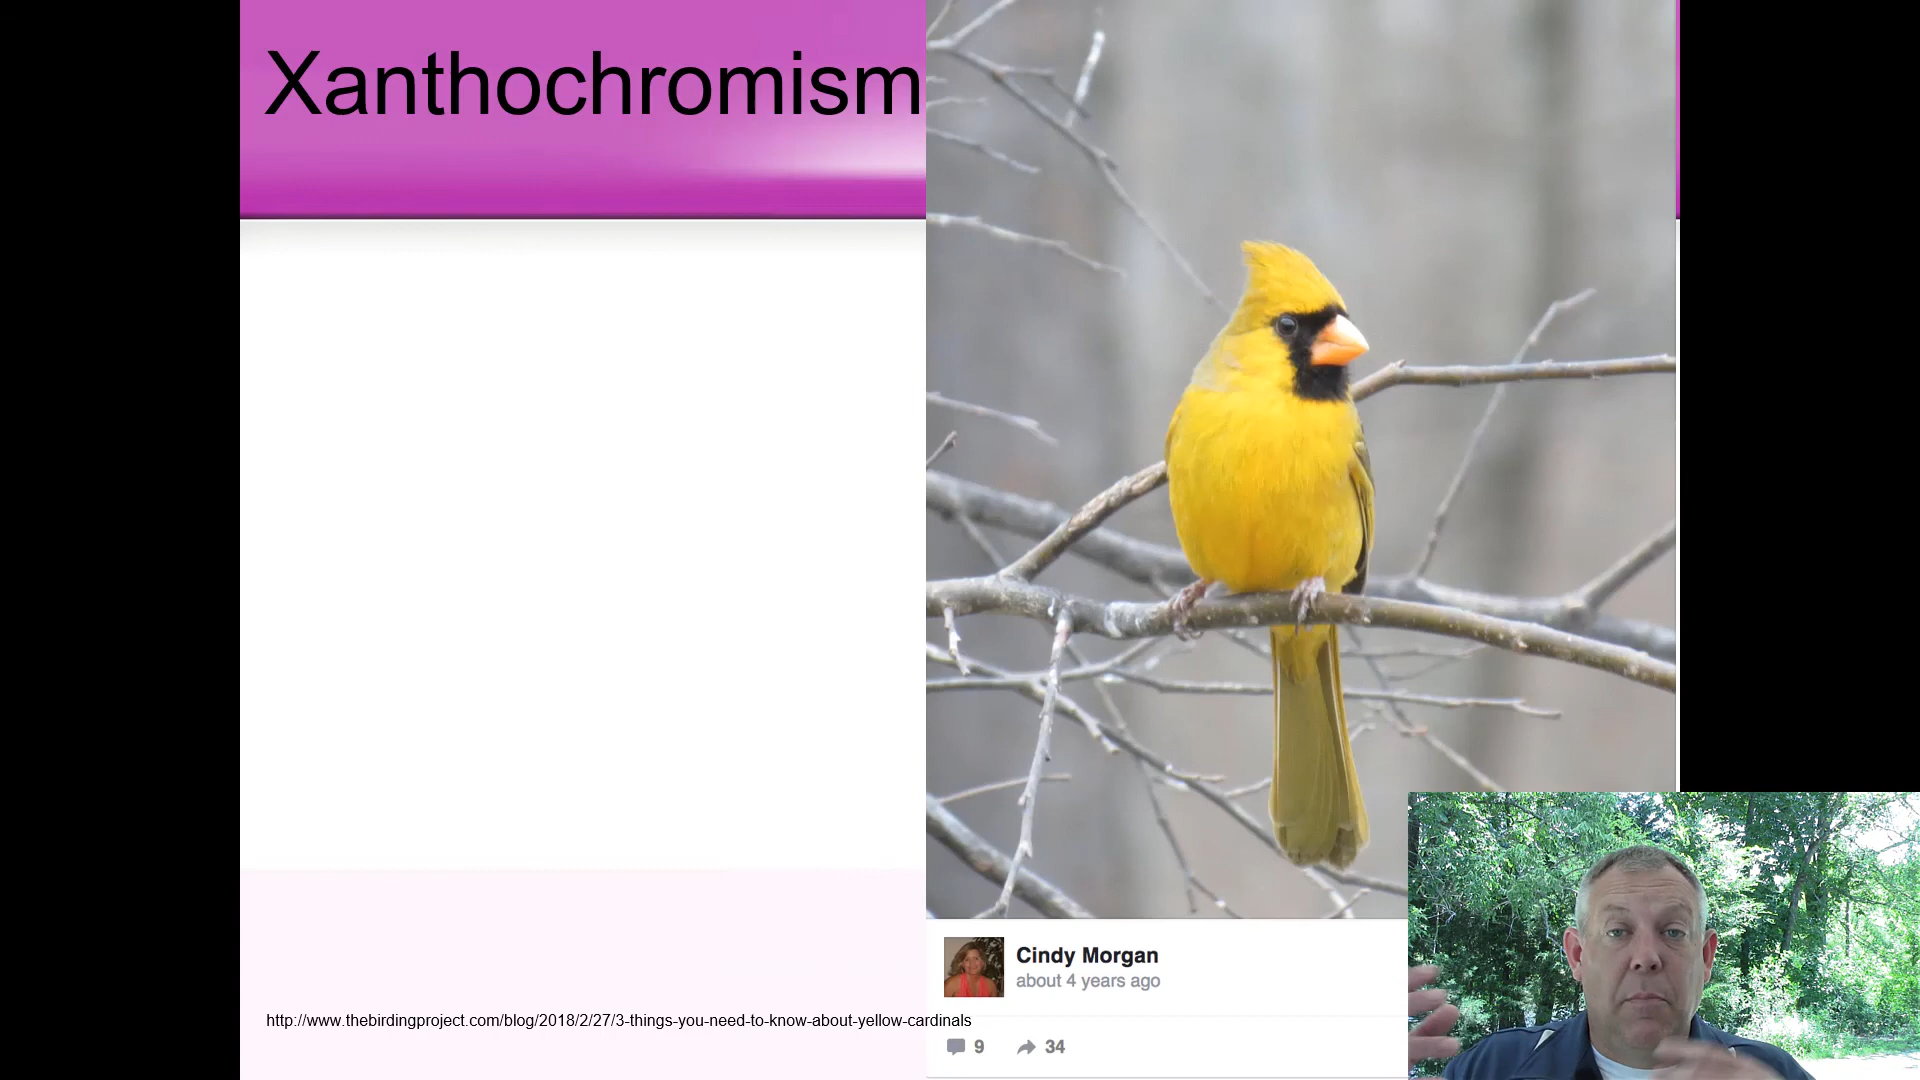 Xanthochromism
Cindy Morgan
about 4 years ago
http://www.thebirdingproject.com/blog/2018/2/27/3-things-you-need-to-know-about-yellow-cardinals
9 34